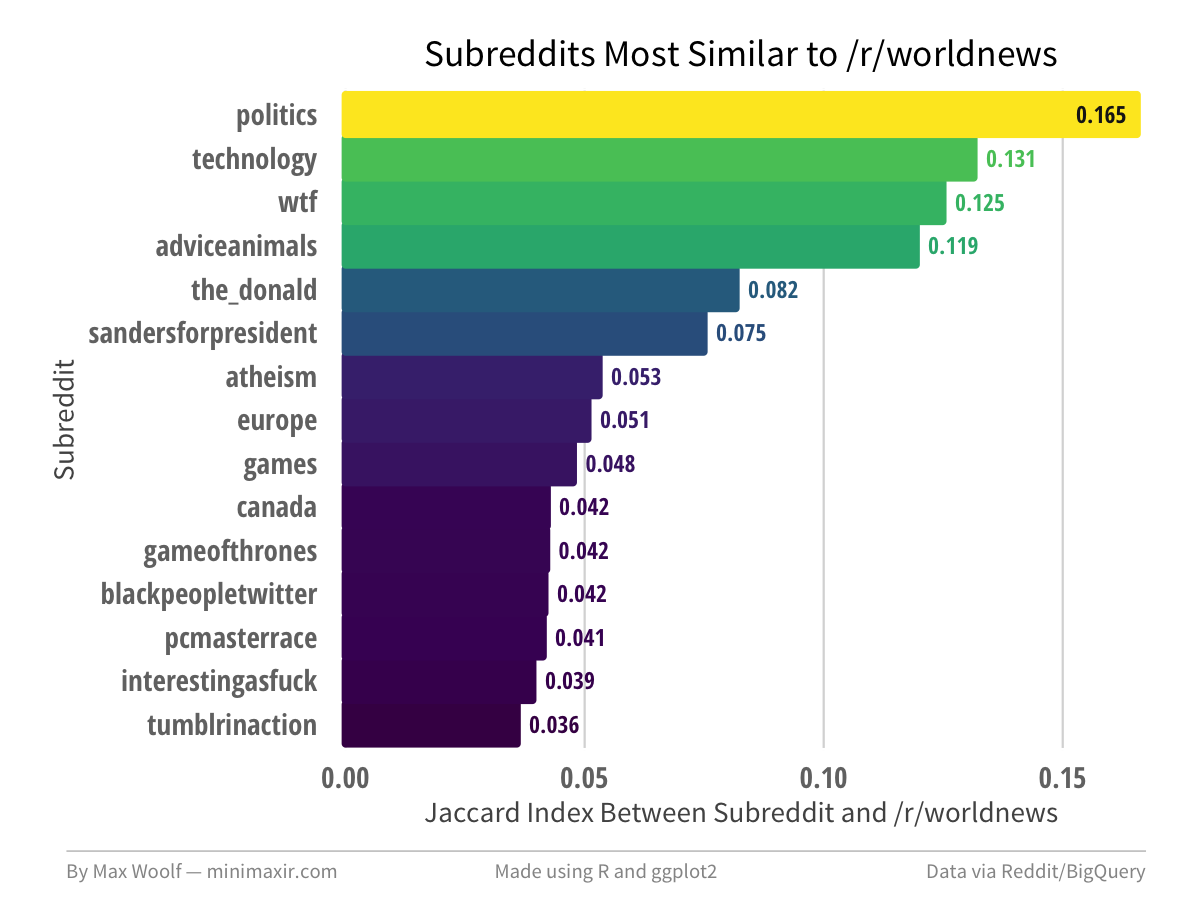 Subreddits Most Similar to /r/worldnews
politics 0.165
technology 0.131
wtf 0.125
adviceanimals 0.119
the_donald 0.082
sandersforpresident 0.075
atheism 0.053
europe 0.051
games 0.048
canada 0.042
gameofthrones 0.042
blackpeopletwitter 0.042
pcmasterrace 0.041
interestingasfuck 0.039
tumblrinaction 0.036
Subreddit
0.00 0.05 0.10 0.15
Jaccard Index Between Subreddit and /r/worldnews
By Max Woolf — minimaxir.com Made using R and ggplot2 Data via Reddit/BigQuery